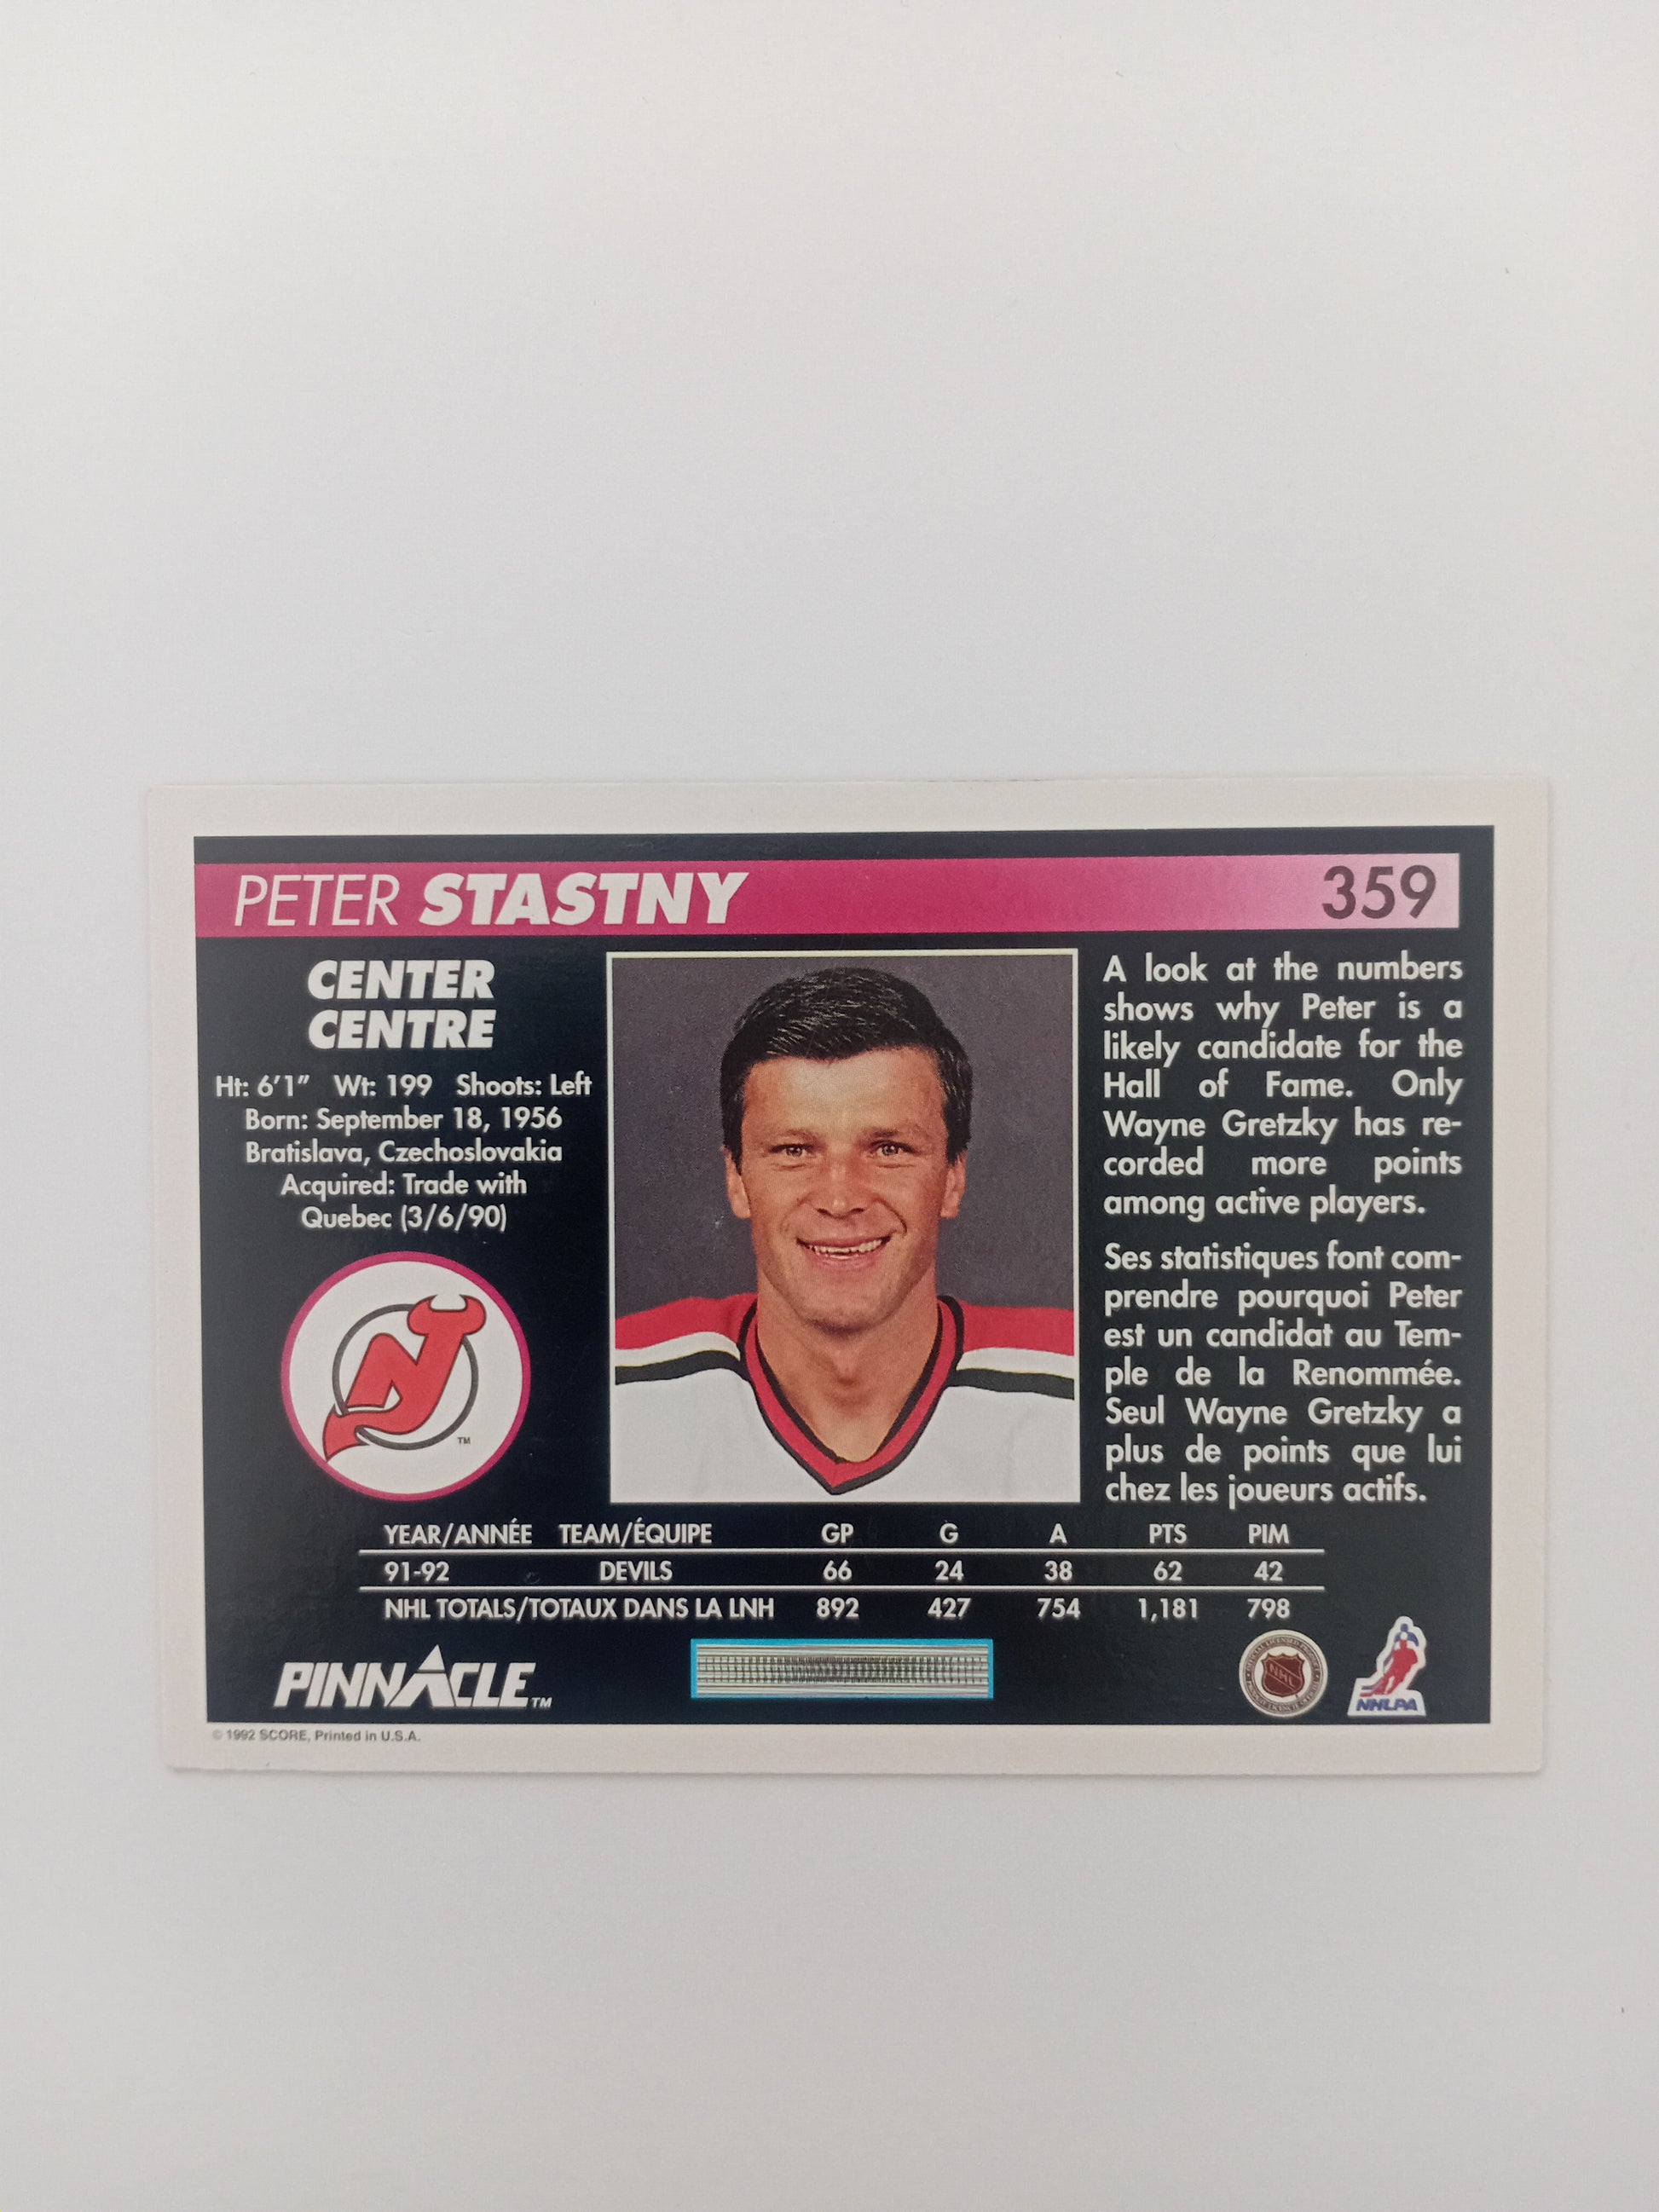 PETER STASTNY 359
CENTER
CENTRE
Ht: 6'1" Wt: 199 Shoots: Left
Born: September 18, 1956
Bratislava, Czechoslovakia
Acquired: Trade with
Quebec (3/6/90)
NJ
TM
A look at the numbers
shows why Peter is a
likely candidate for the
Hall of Fame. Only
Wayne Gretzky has re-
corded more points
among active players.
Ses statistiques font com-
prendre pourquoi Peter
est un candidat au Tem-
ple de la Renommée.
Seul Wayne Gretzky a
plus de points que lui
chez les joueurs actifs.
YEAR/ANNÉE TEAM/ÉQUIPE GP G A PTS PIM
91-92 DEVILS 66 24 38 62 42
NHL TOTALS/TOTAUX DANS LA LNH 892 427 754 1,181 798
PINNACLE TM
NHL
NHLPA
© 1992 SCORE, Printed in U.S.A.